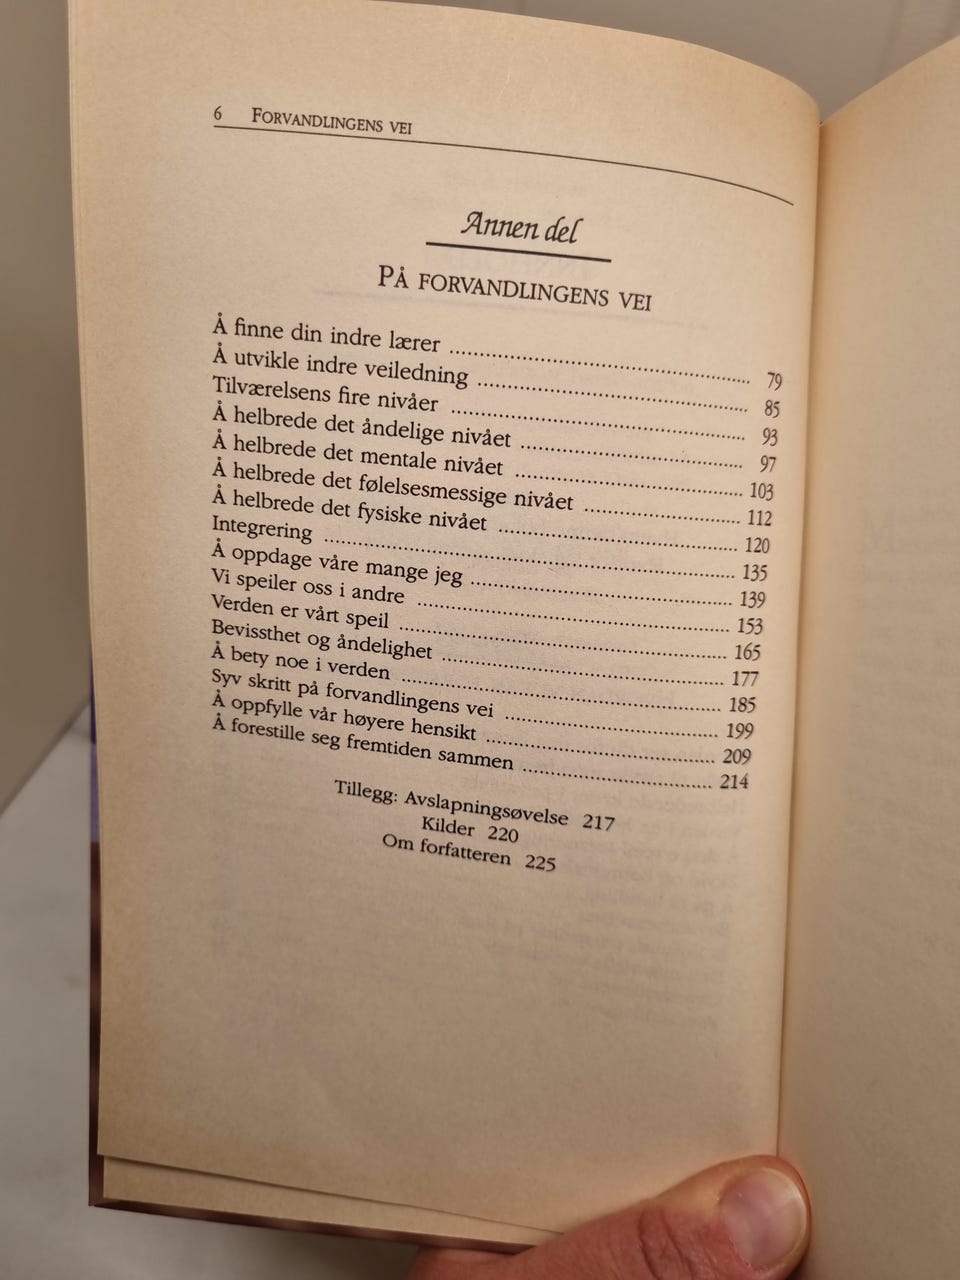 6 FORVANDLINGENS VEI
Annen del
PÅ FORVANDLINGENS VEI
Å finne din indre lærer ........ 79
Å utvikle indre veiledning ........ 85
Tilværelsens fire nivåer ........ 93
Å helbrede det åndelige nivået ........ 97
Å helbrede det mentale nivået ........ 103
Å helbrede det følelsesmessige nivået ........ 112
Å helbrede det fysiske nivået ........ 120
Integrering ........ 135
Å oppdage våre mange jeg ........ 139
Vi speiler oss i andre ........ 153
Verden er vårt speil ........ 165
Bevissthet og åndelighet ........ 177
Å bety noe i verden ........ 185
Syv skritt på forvandlingens vei ........ 199
Å oppfylle vår høyere hensikt ........ 209
Å forestille seg fremtiden sammen ........ 214
Tillegg: Avslapningsøvelse 217
Kilder 220
Om forfatteren 225